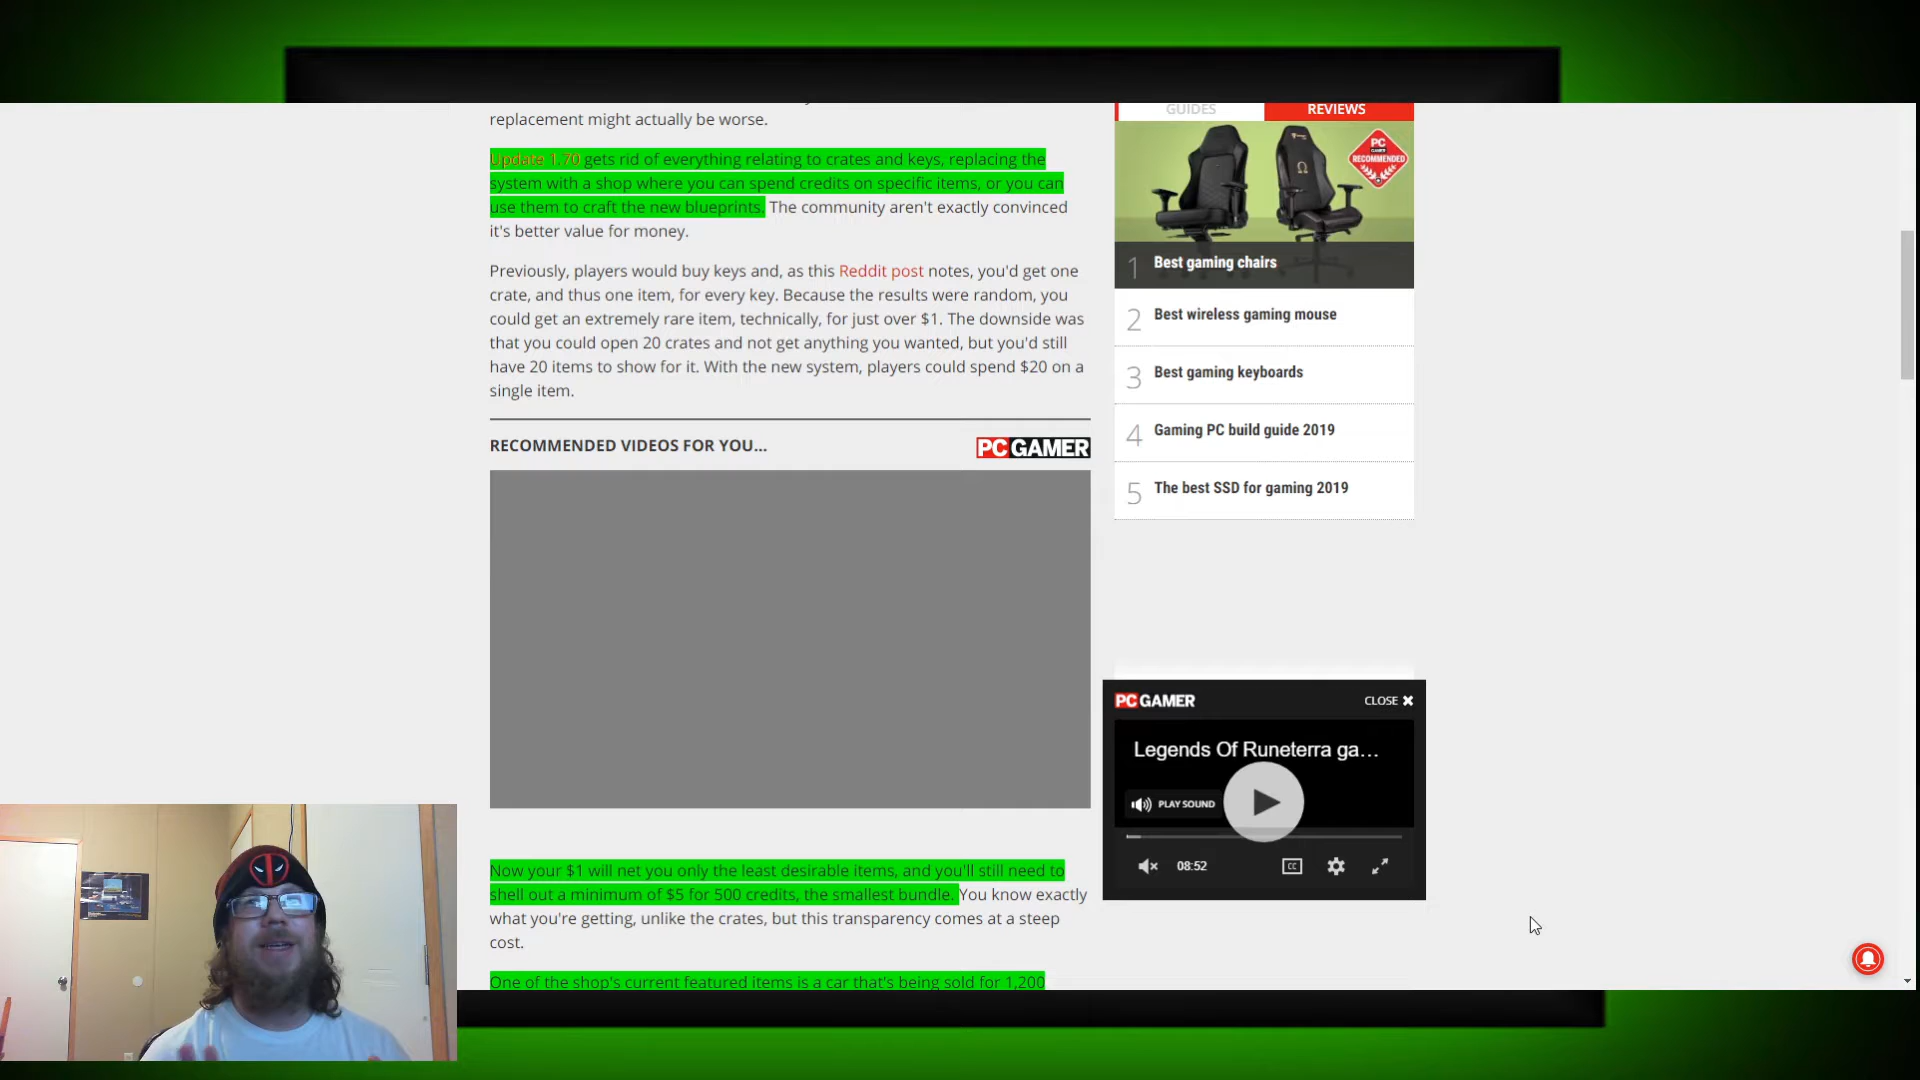 replacement might actually be worse.
Update 1.70 gets rid of everything relating to crates and keys, replacing the
system with a shop where you can spend credits on specific items, or you can
use them to craft the new blueprints. The community aren't exactly convinced
it's better value for money.
Previously, players would buy keys and, as this Reddit post notes, you'd get one
crate, and thus one item, for every key. Because the results were random, you
could get an extremely rare item, technically, for just over $1. The downside was
that you could open 20 crates and not get anything you wanted, but you'd still
have 20 items to show for it. With the new system, players could spend $20 on a
single item.
RECOMMENDED VIDEOS FOR YOU...
PC GAMER
Now your $1 will net you only the least desirable items, and you'll still need to
shell out a minimum of $5 for 500 credits, the smallest bundle. You know exactly
what you're getting, unlike the crates, but this transparency comes at a steep
cost.
One of the shop's current featured items is a car that's being sold for 1,200
GUIDES
REVIEWS
PC
GAMER
RECOMMENDED
1 Best gaming chairs
2 Best wireless gaming mouse
3 Best gaming keyboards
4 Gaming PC build guide 2019
5 The best SSD for gaming 2019
PC GAMER
CLOSE
Legends Of Runeterra ga...
PLAY SOUND
08:52
CC